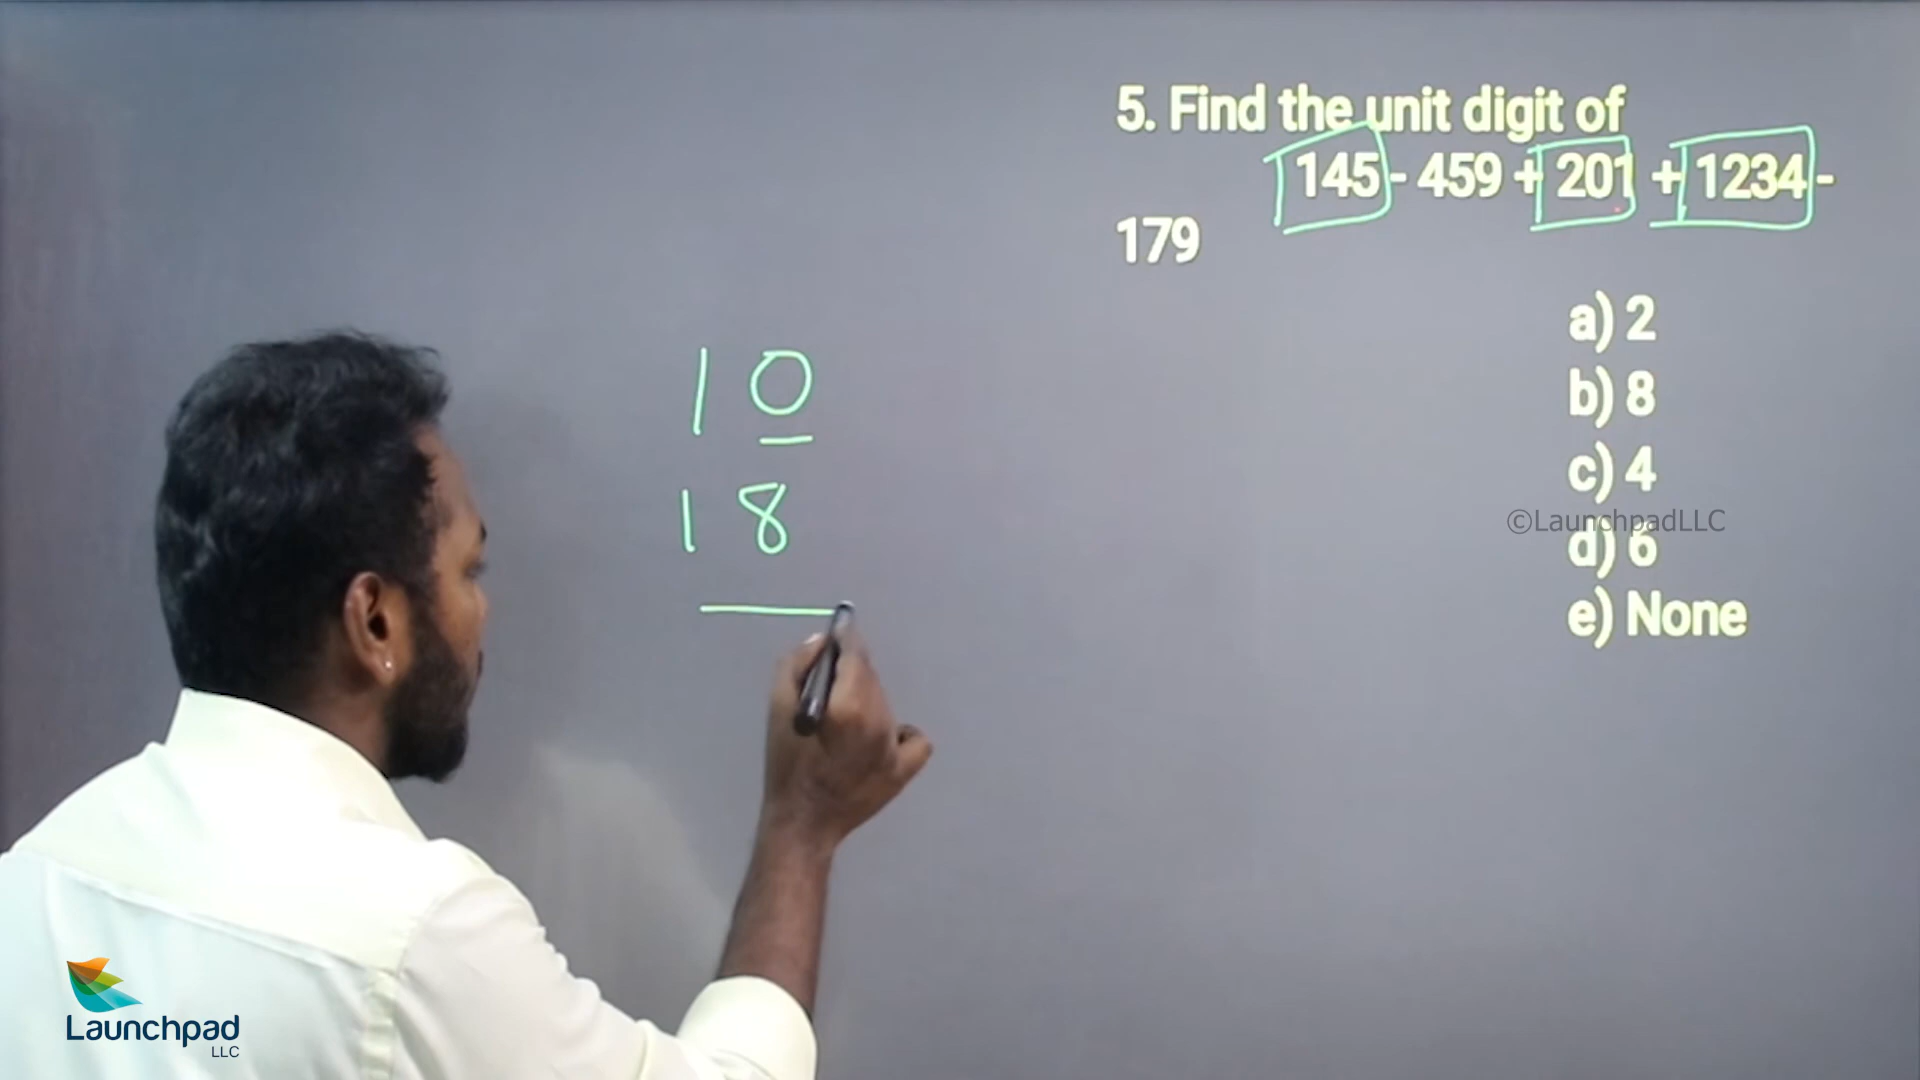 5. Find the unit digit of
145 - 459 + 201 + 1234 -
179
a) 2
b) 8
c) 4
d) 6
e) None
10
18
©LaunchpadLLC
Launchpad
LLC